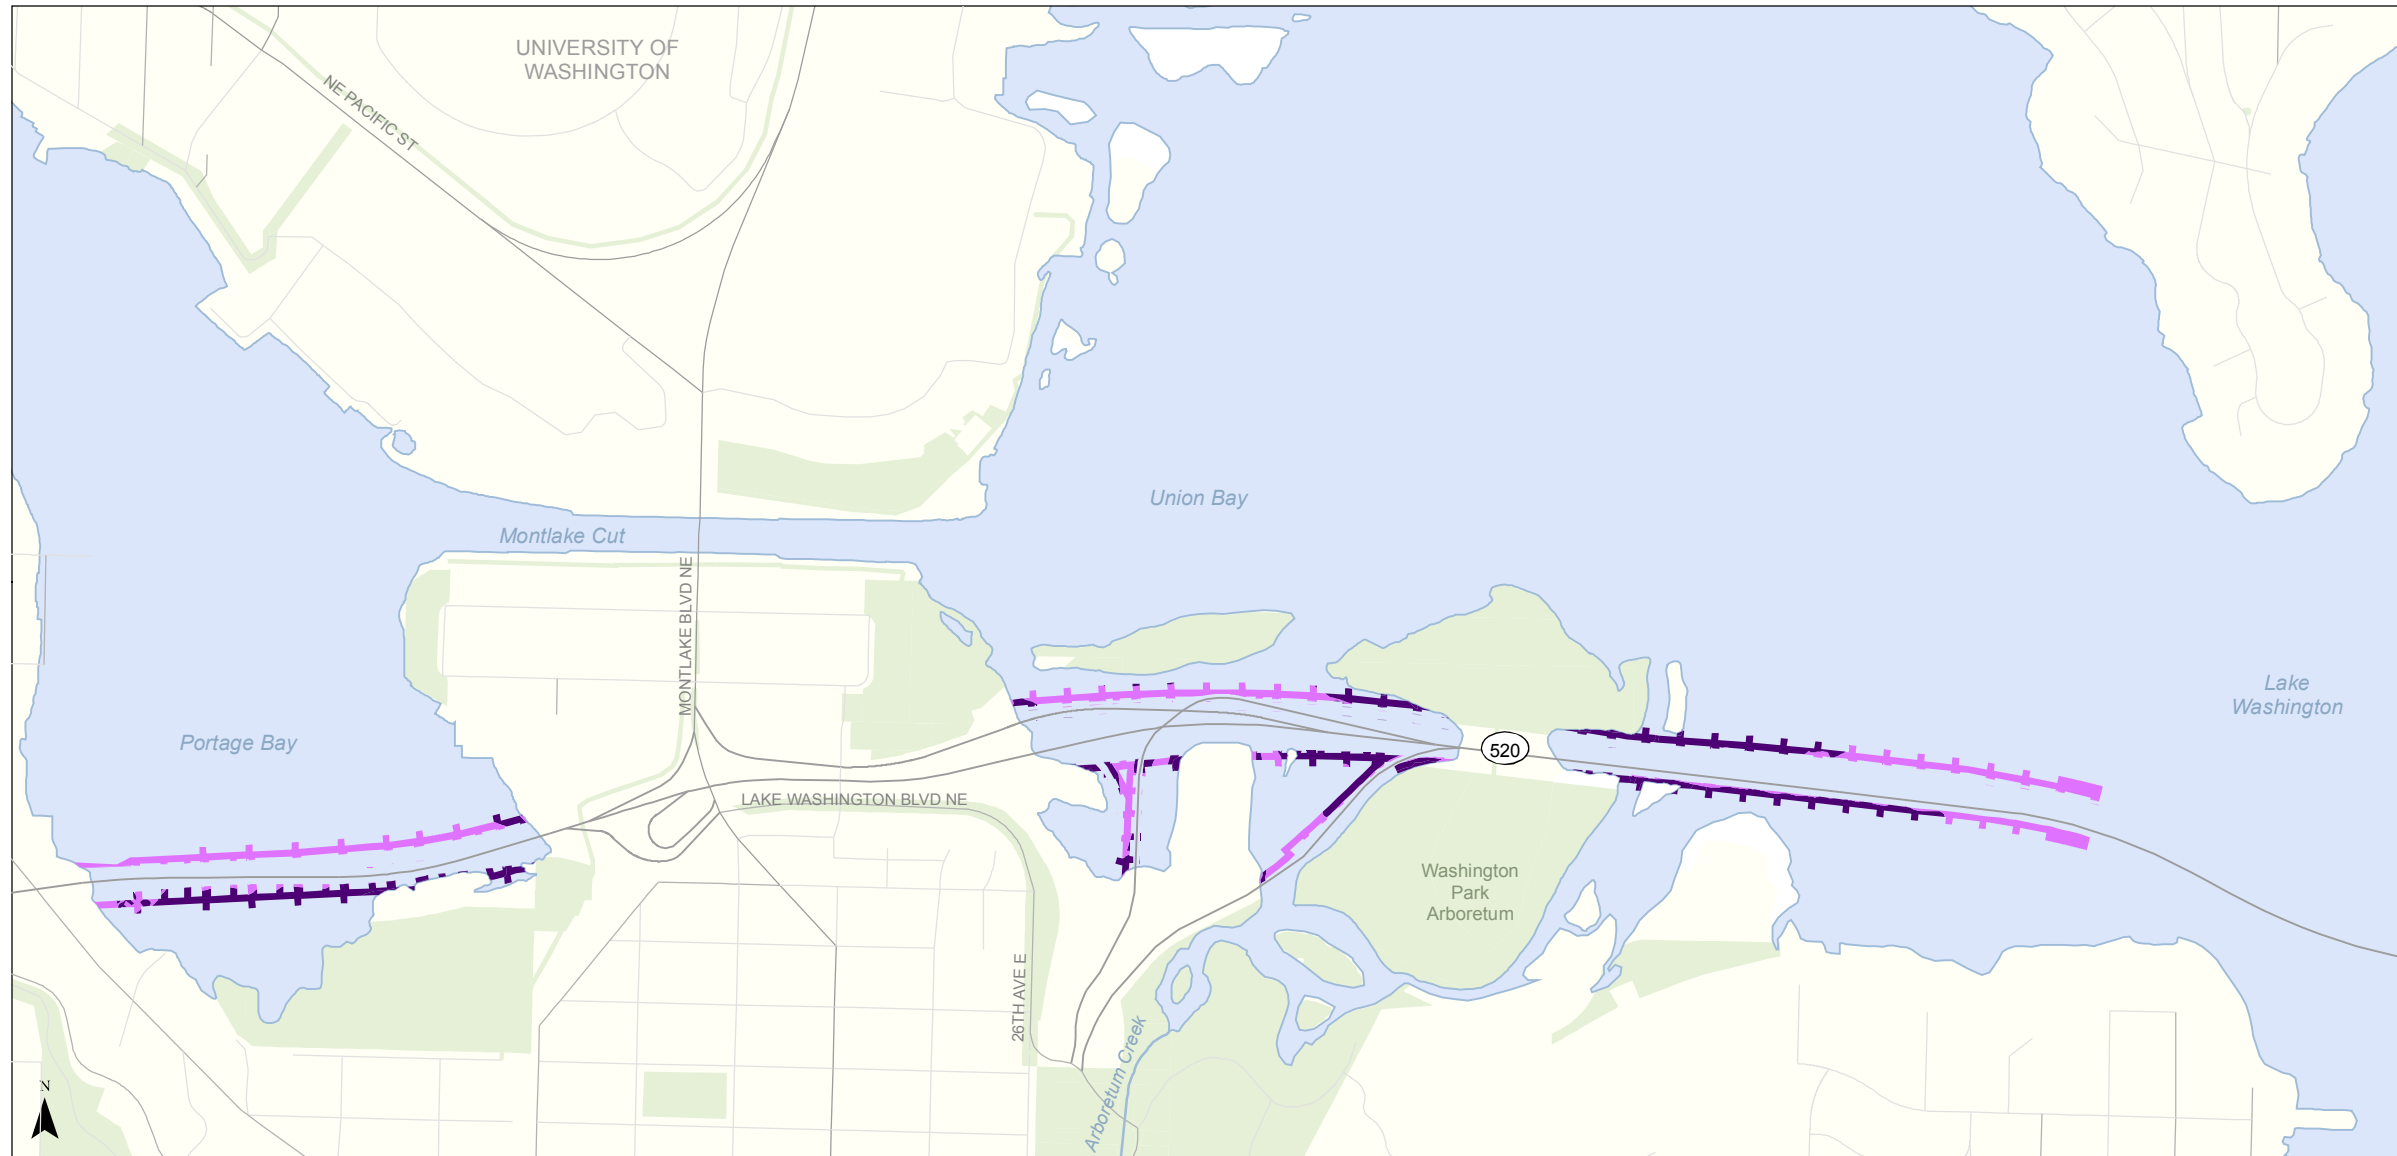 UNIVERSITY OF
WASHINGTON
NE PACIFIC ST
Union Bay
Montlake Cut
MONTLAKE BLVD NE
Lake
Washington
Portage Bay
520
LAKE WASHINGTON BLVD NE
Washington
Park
Arboretum
26TH AVE E
Arboretum Creek
N